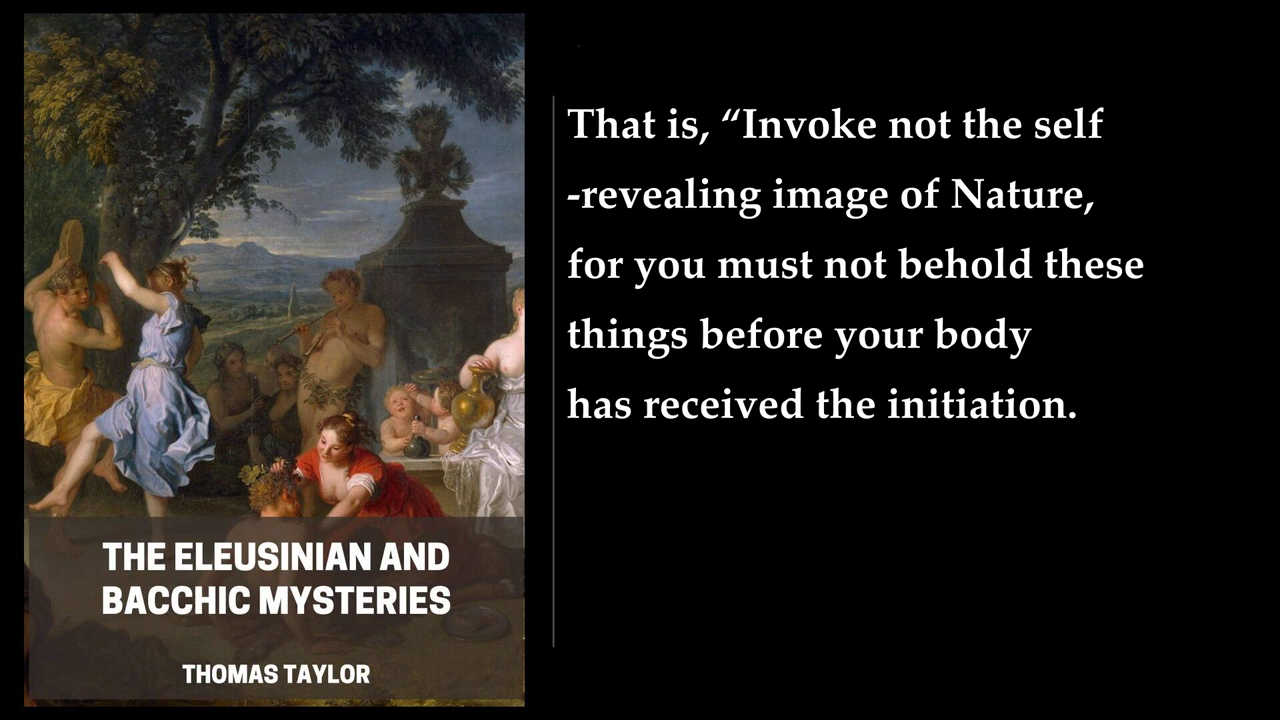 That is, “Invoke not the self
-revealing image of Nature,
for you must not behold these
things before your body
has received the initiation.
THE ELEUSINIAN AND
BACCHIC MYSTERIES
THOMAS TAYLOR